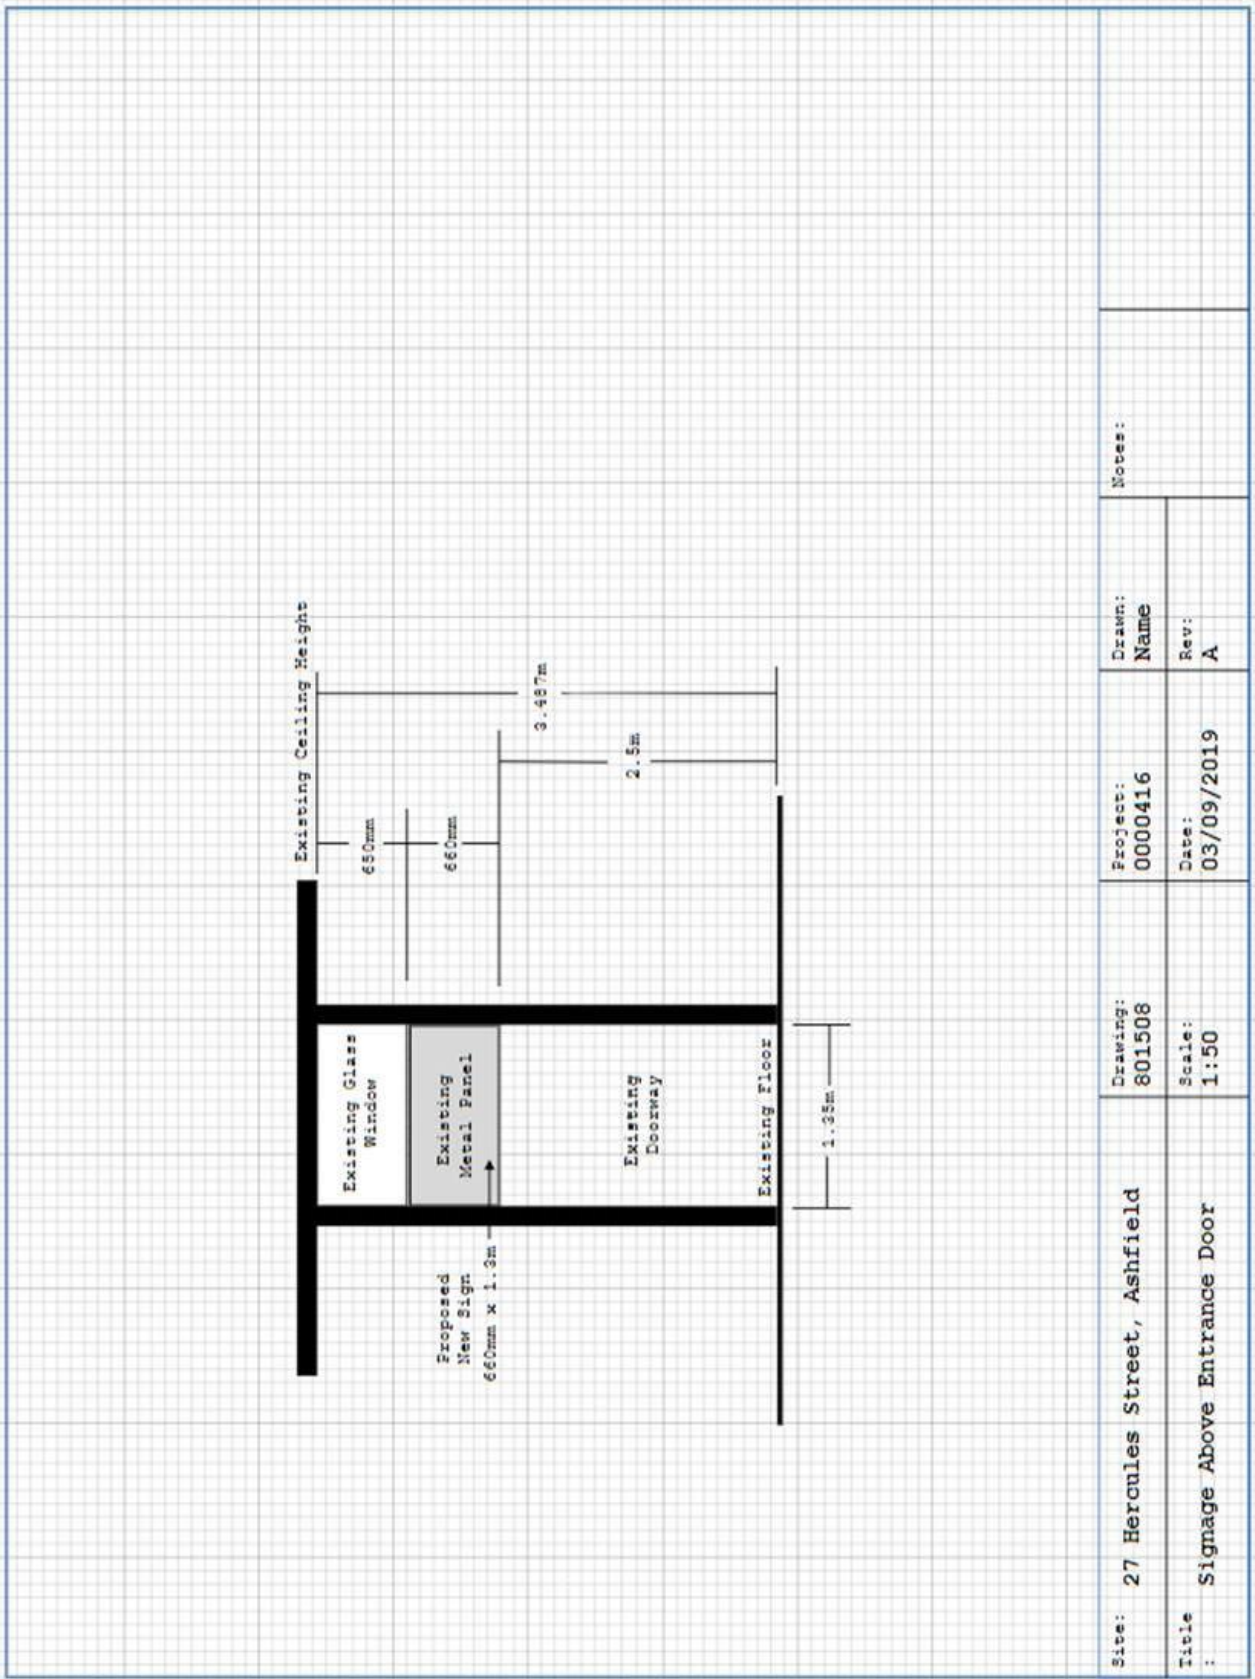 Existing Ceiling Height
Existing Glass
Window
650mm
Existing
Metal Panel
660mm
Proposed
New Sign
660mm x 1.3m
3.487m
2.5m
Existing
Doorway
Existing Floor
1.35m
Site: 27 Hercules Street, Ashfield
Drawing:
801508
Project:
0000416
Drawn:
Name
Notes:
Title
: Signage Above Entrance Door
Scale:
1:50
Date:
03/09/2019
Rev:
A